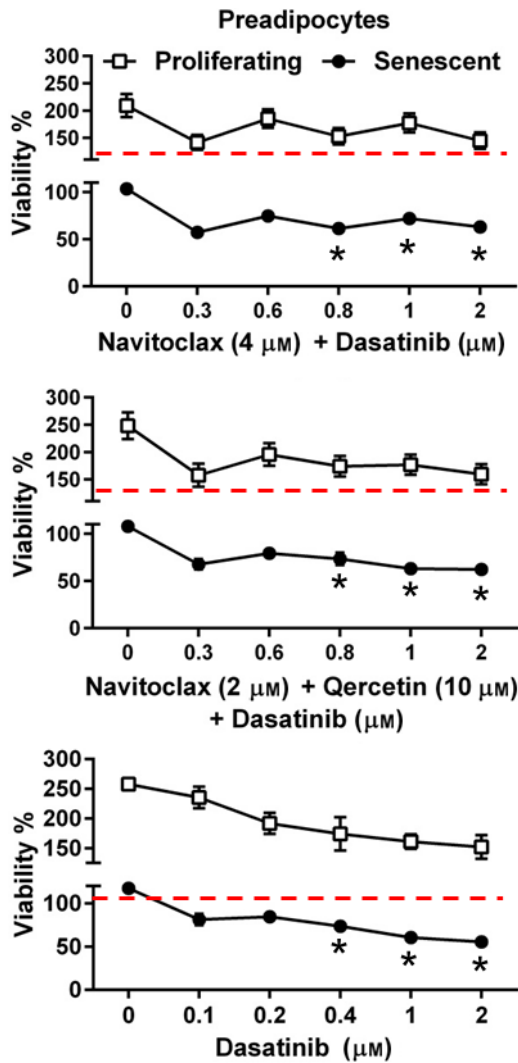 Preadipocytes
Proliferating Senescent
Viability %
300
250
200
150
100
50
0
0 0.3 0.6 0.8 1 2
* * *
Navitoclax (4 μM) + Dasatinib (μM)
Viability %
300
250
200
150
100
50
0
0 0.3 0.6 0.8 1 2
* * *
Navitoclax (2 μM) + Qercetin (10 μM)
+ Dasatinib (μM)
Viability %
300
250
200
150
100
50
0
0 0.1 0.2 0.4 1 2
* * *
Dasatinib (μM)